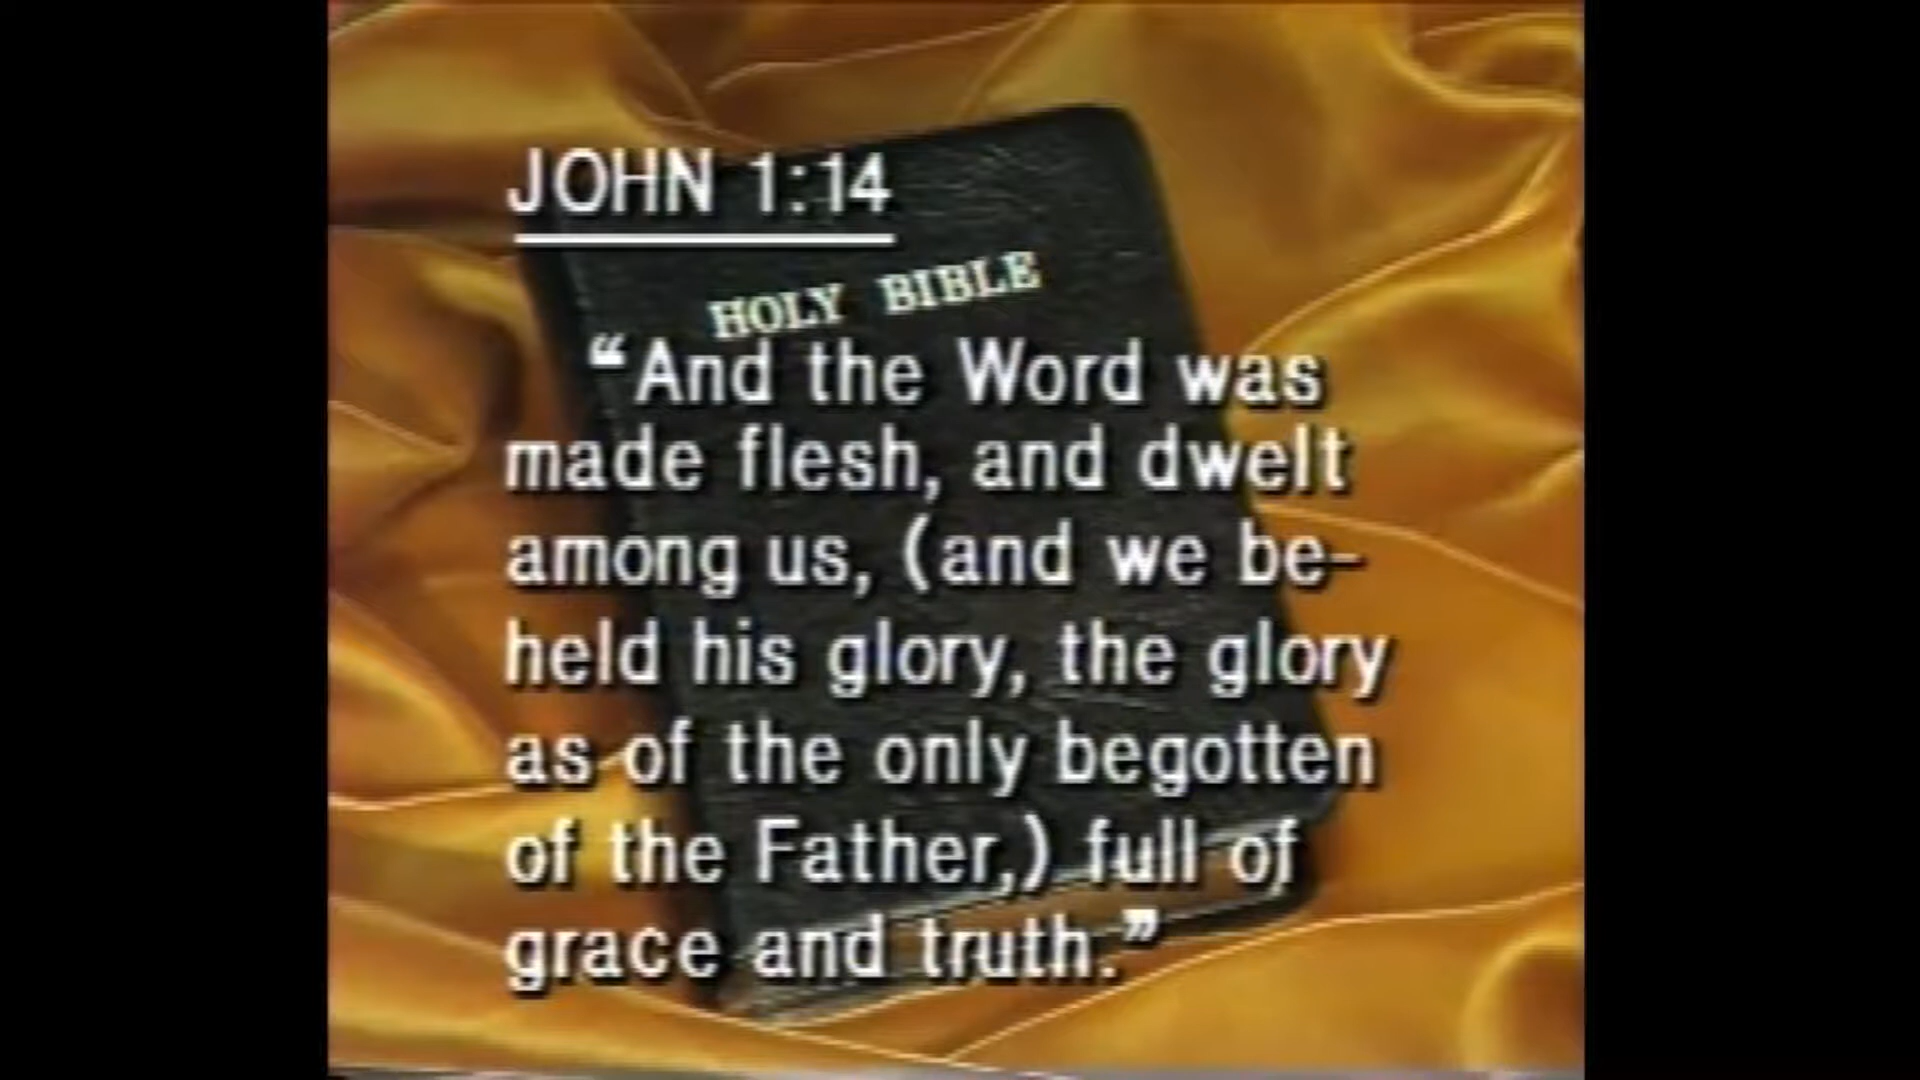 JOHN 1:14
HOLY BIBLE
“And the Word was
made flesh, and dwelt
among us, (and we be-
held his glory, the glory
as of the only begotten
of the Father,) full of
grace and truth.”